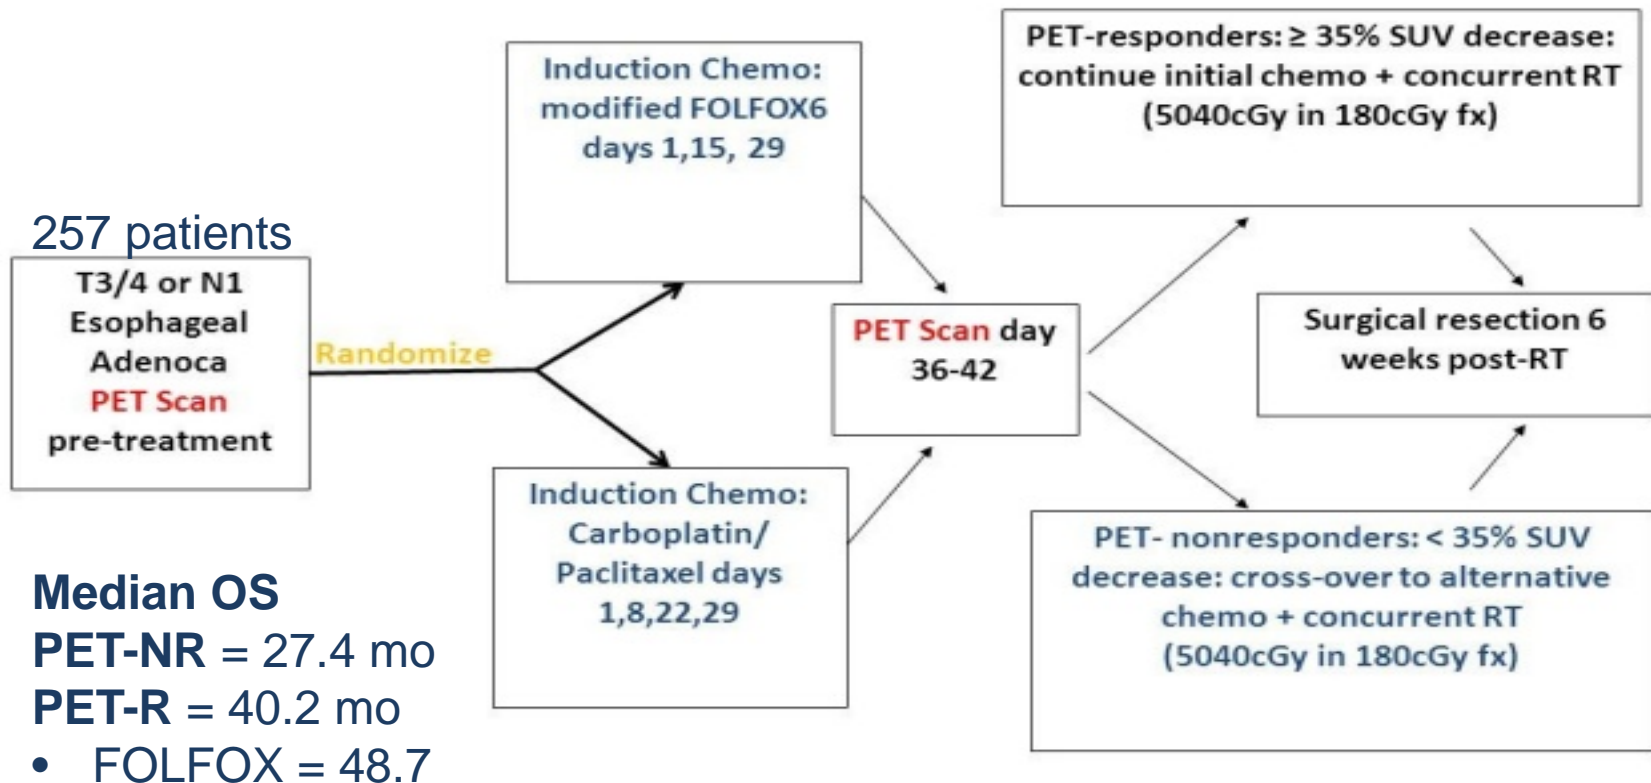 257 patients
T3/4 or N1
Esophageal
Adenoca
PET Scan
pre-treatment
Randomize
Induction Chemo:
modified FOLFOX6
days 1,15, 29
Induction Chemo:
Carboplatin/
Paclitaxel days
1,8,22,29
PET Scan day
36-42
PET-responders: ≥ 35% SUV decrease:
continue initial chemo + concurrent RT
(5040cGy in 180cGy fx)
PET- nonresponders: < 35% SUV
decrease: cross-over to alternative
chemo + concurrent RT
(5040cGy in 180cGy fx)
Surgical resection 6
weeks post-RT
Median OS
PET-NR = 27.4 mo
PET-R = 40.2 mo
• FOLFOX = 48.7